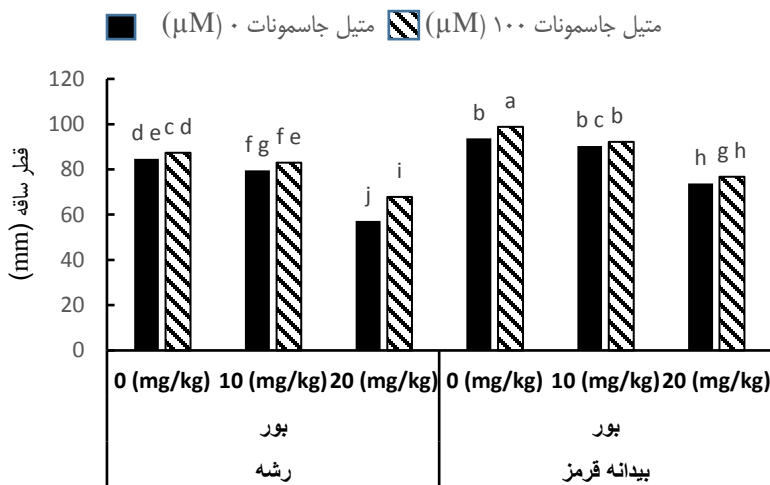 متیل جاسمونات ۰ (μM) متیل جاسمونات ۱۰۰ (μM)
قطر ساقه (mm)
120
100
80
60
40
20
0
d e c d f g f e j i b a b c b h g h
0 (mg/kg) 10 (mg/kg) 20 (mg/kg) 0 (mg/kg) 10 (mg/kg) 20 (mg/kg)
بور بور
رشه بیدانه قرمز